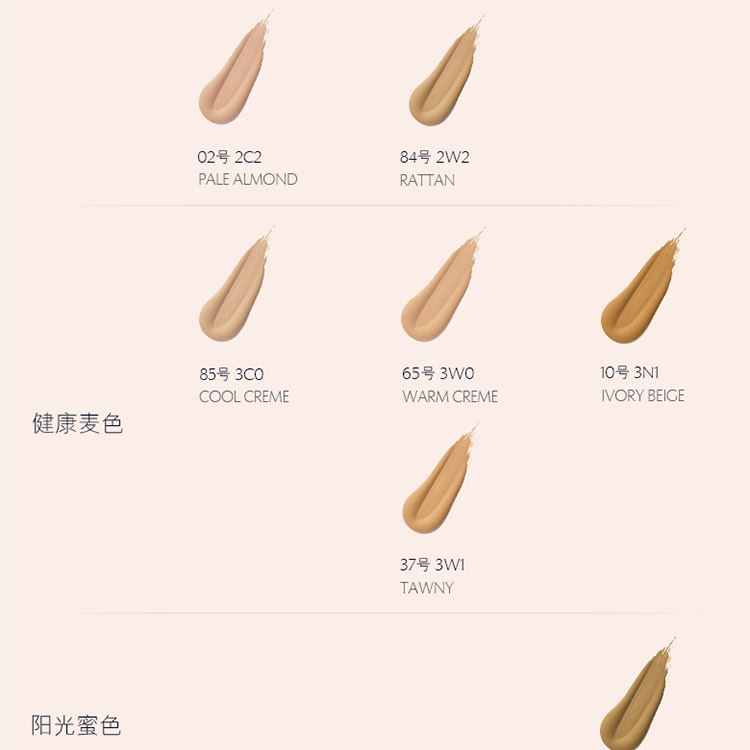 02号 2C2
PALE ALMOND
84号 2W2
RATTAN
85号 3C0
COOL CREME
65号 3W0
WARM CREME
10号 3N1
IVORY BEIGE
健康麦色
37号 3W1
TAWNY
阳光蜜色